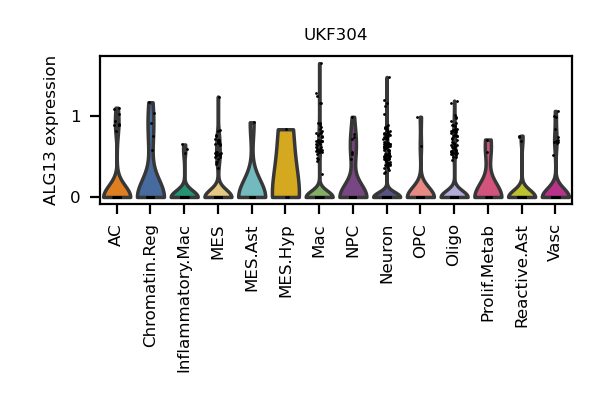 UKF304
ALG13 expression
1
0
AC
Chromatin.Reg
Inflammatory.Mac
MES
MES.Ast
MES.Hyp
Mac
NPC
Neuron
OPC
Oligo
Prolif.Metab
Reactive.Ast
Vasc